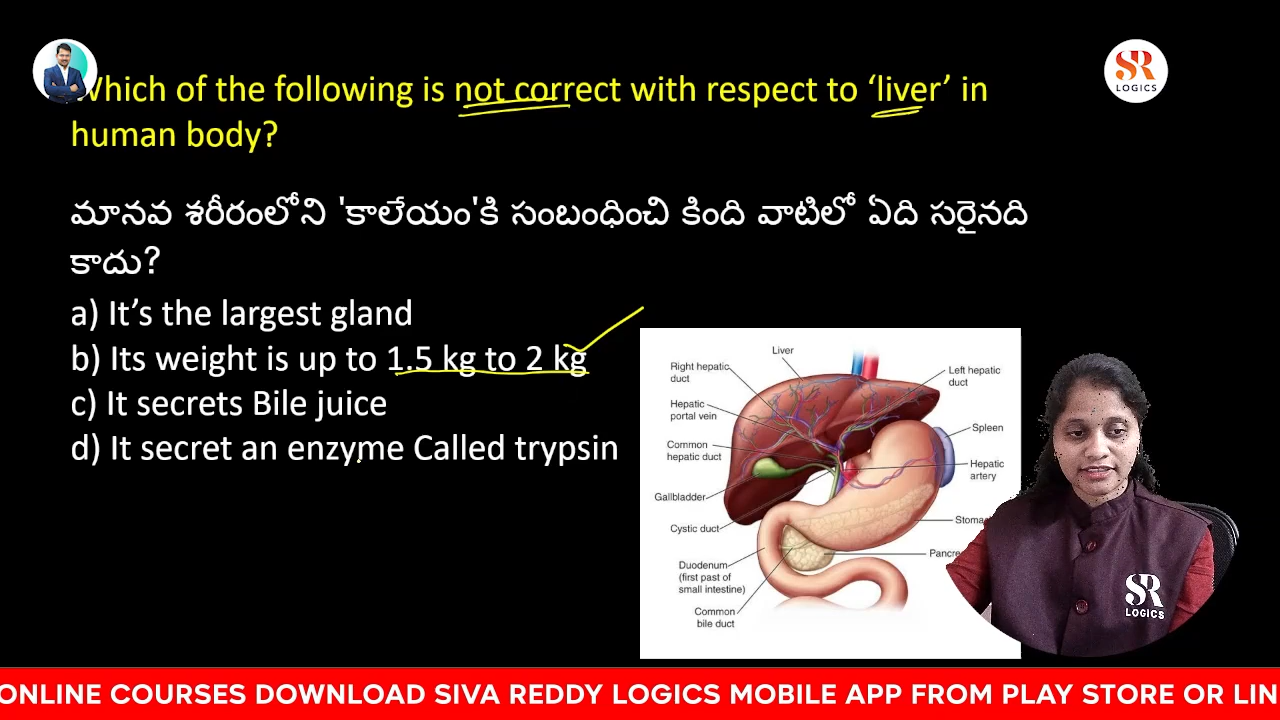 Which of the following is not correct with respect to ‘liver’ in
human body?
మానవ శరీరంలోని 'కాలేయం'కి సంబంధించి కింది వాటిలో ఏది సరైనది
కాదు?
a) It’s the largest gland
b) Its weight is up to 1.5 kg to 2 kg
c) It secrets Bile juice
d) It secret an enzyme Called trypsin
SR
LOGICS
Liver
Right hepatic
duct
Left hepatic
duct
Hepatic
portal vein
Spleen
Common
hepatic duct
Hepatic
artery
Gallbladder
Cystic duct
Stomac
Pancre
Duodenum
(first past of
small intestine)
Common
bile duct
SR
LOGICS
ONLINE COURSES DOWNLOAD SIVA REDDY LOGICS MOBILE APP FROM PLAY STORE OR LIN